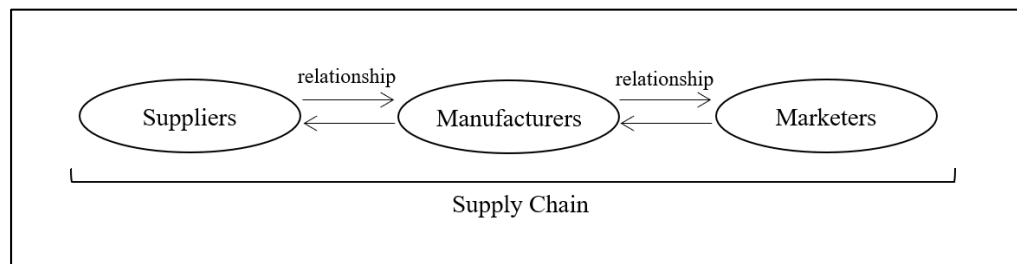 relationship
relationship
Suppliers
Manufacturers
Marketers
Supply Chain